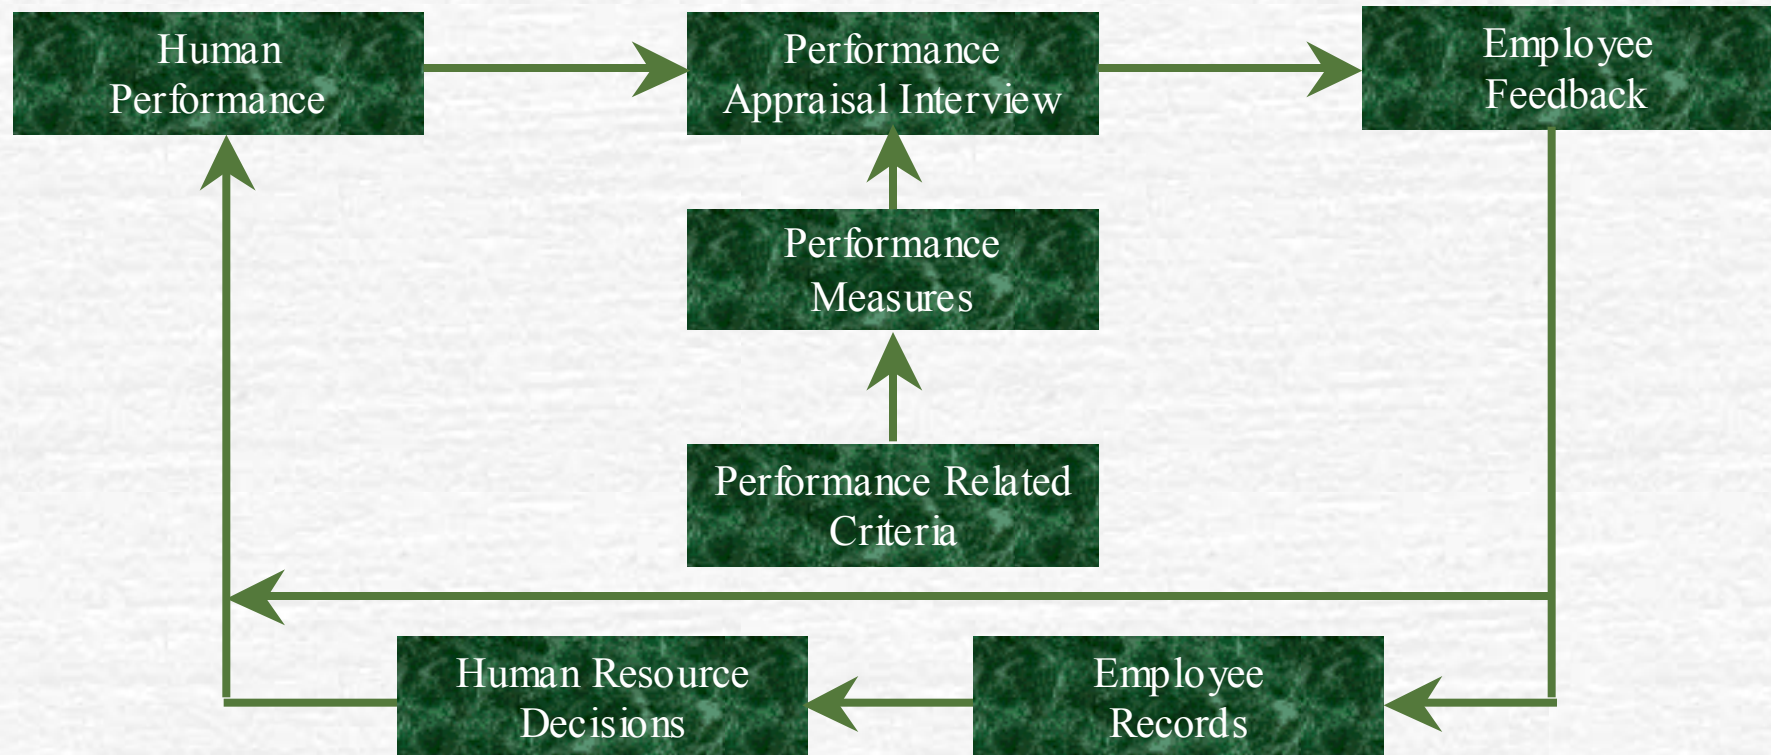 Human
Performance
Performance
Appraisal Interview
Employee
Feedback
Performance
Measures
Performance Related
Criteria
Human Resource
Decisions
Employee
Records